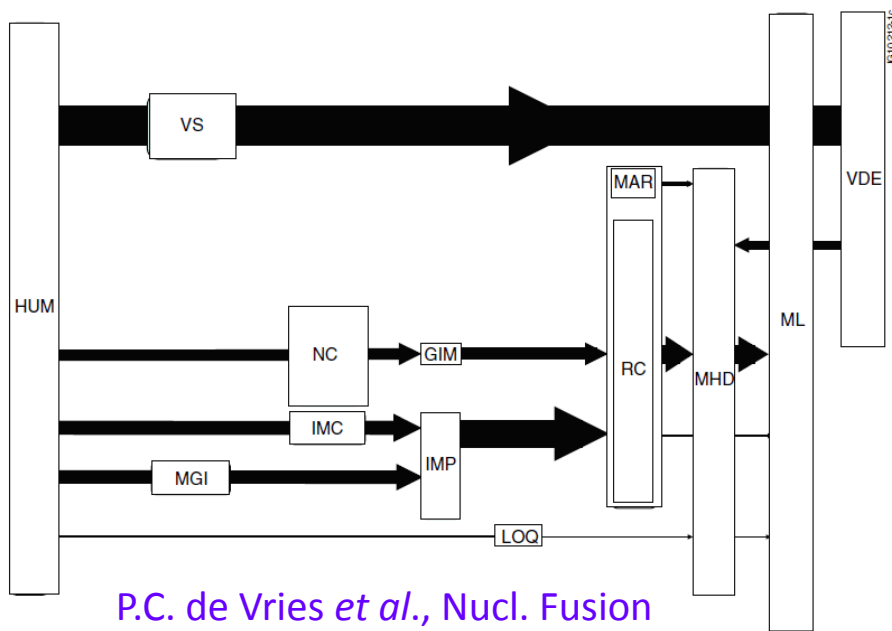 VS
VDE
MAR
HUM
ML
NC
GIM
RC
MHD
IMC
IMP
MGI
LOQ
P.C. de Vries et al., Nucl. Fusion